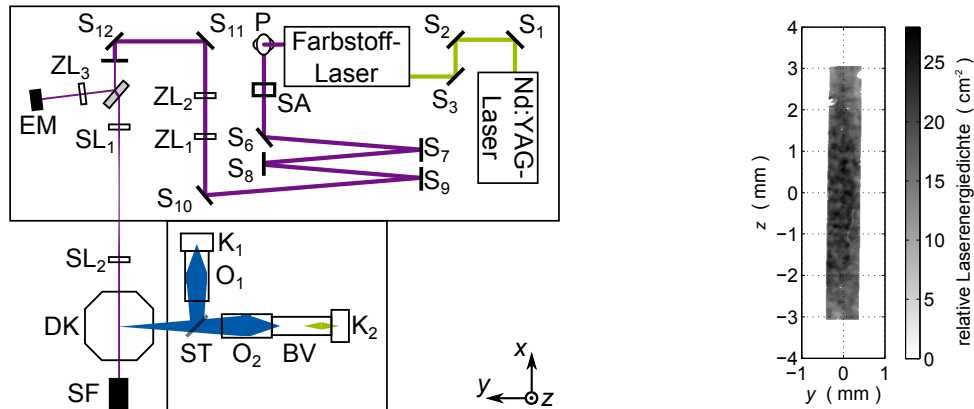 S₁₂
S₁₁
P
Farbstoff-
Laser
S₂
S₁
S₃
Nd:YAG-
Laser
ZL₃
EM
SL₁
ZL₂
ZL₁
SA
S₆
S₇
S₈
S₉
S₁₀
SL₂
K₁
O₁
DK
ST
O₂
BV
K₂
SF
x
y
z
4
3
2
1
0
−1
−2
−3
−4
z ( mm )
−1
0
1
y ( mm )
25
20
15
10
5
0
relative Laserenergiedichte ( cm⁻² )